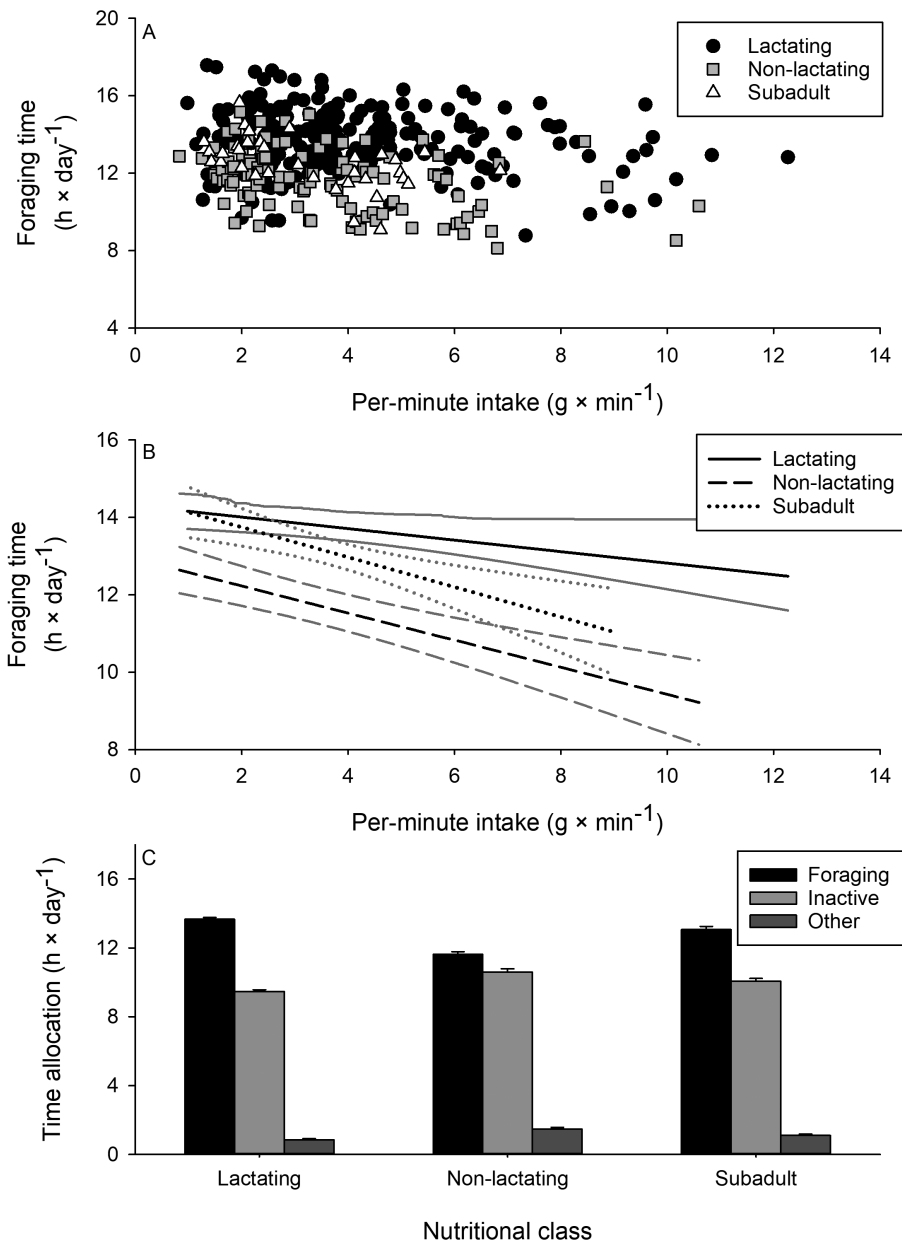 A
20
16
12
8
4
Foraging time
(h × day⁻¹)
Lactating
Non-lactating
Subadult
0 2 4 6 8 10 12 14
Per-minute intake (g × min⁻¹)
B
16
14
12
10
8
Foraging time
(h × day⁻¹)
Lactating
Non-lactating
Subadult
0 2 4 6 8 10 12 14
Per-minute intake (g × min⁻¹)
C
16
12
8
4
0
Time allocation (h × day⁻¹)
Foraging
Inactive
Other
Lactating Non-lactating Subadult
Nutritional class